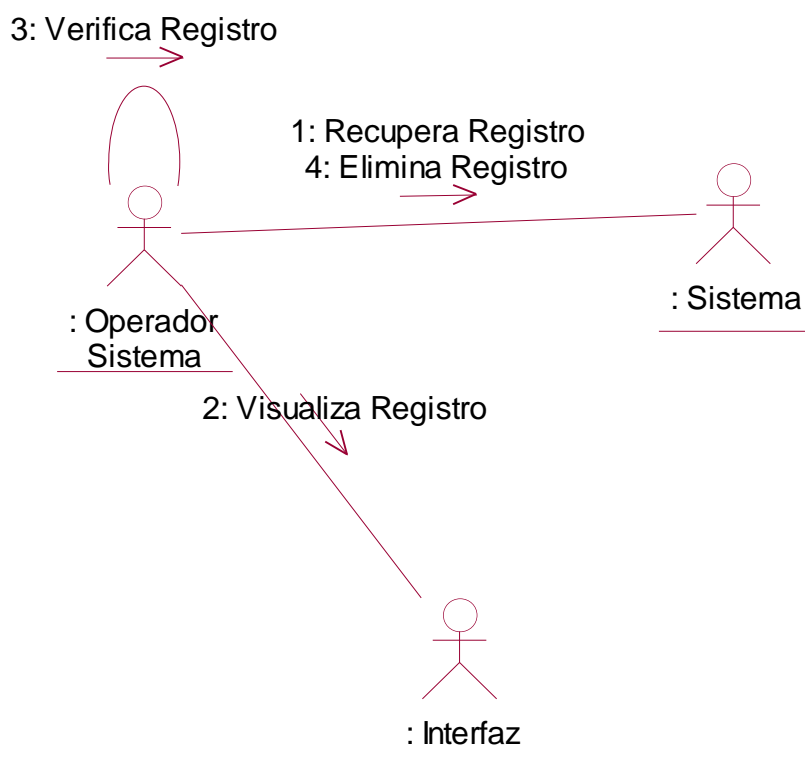 3: Verifica Registro
1: Recupera Registro
4: Elimina Registro
: Sistema
: Operador
Sistema
2: Visualiza Registro
: Interfaz